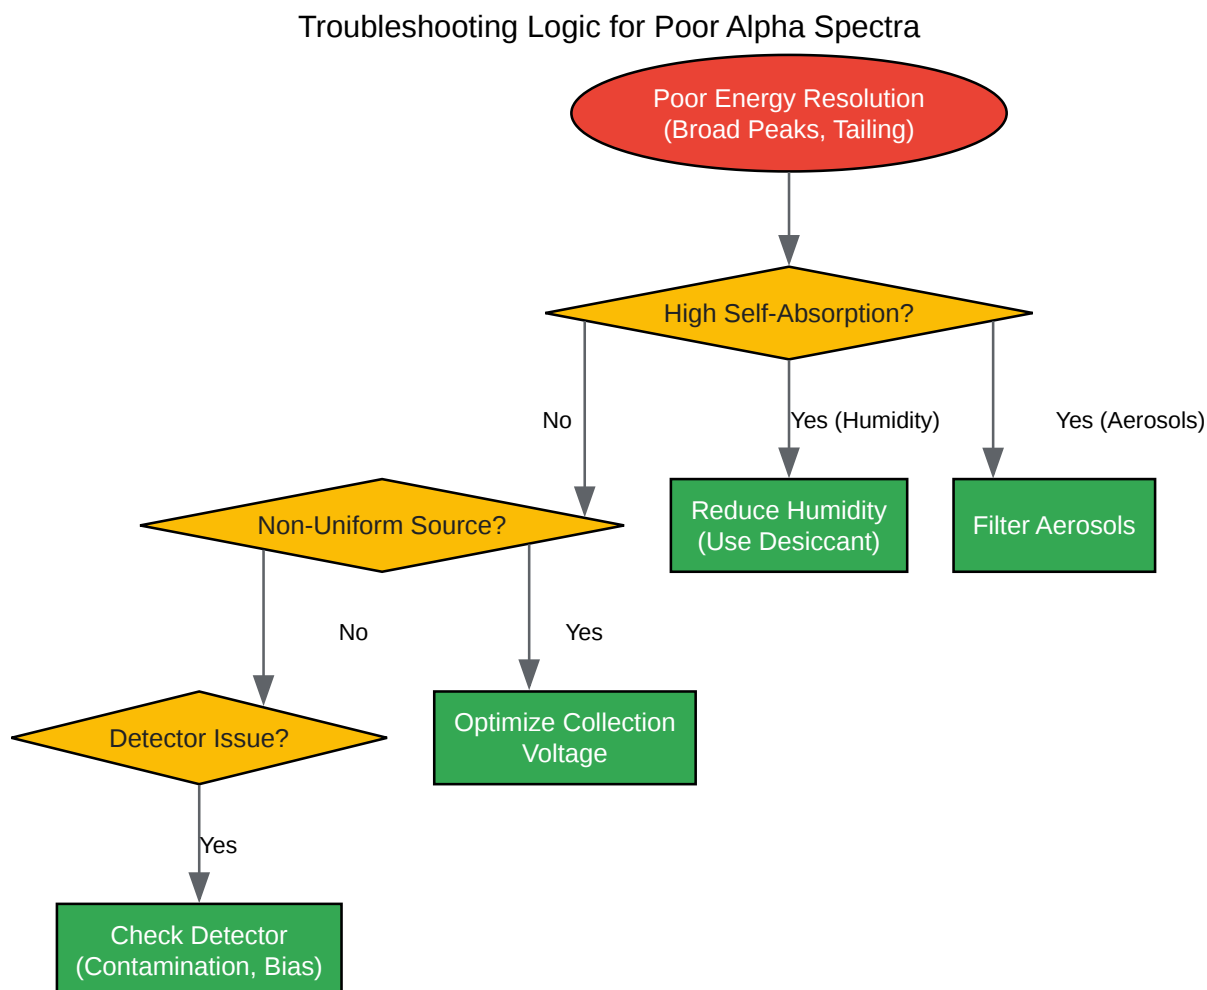 Troubleshooting Logic for Poor Alpha Spectra
Poor Energy Resolution
(Broad Peaks, Tailing)
High Self-Absorption?
No
Yes (Humidity)
Yes (Aerosols)
Non-Uniform Source?
Reduce Humidity
(Use Desiccant)
Filter Aerosols
No
Yes
Detector Issue?
Optimize Collection
Voltage
Yes
Check Detector
(Contamination, Bias)